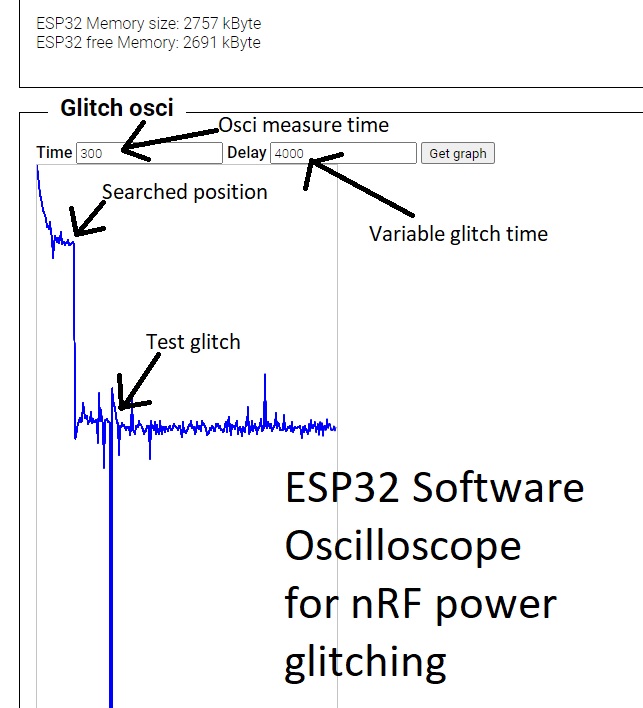 ESP32 Memory size: 2757 kByte
ESP32 free Memory: 2691 kByte
Glitch osci
Osci measure time
Time 300 Delay 4000 Get graph
Searched position
Variable glitch time
Test glitch
ESP32 Software
Oscilloscope
for nRF power
glitching